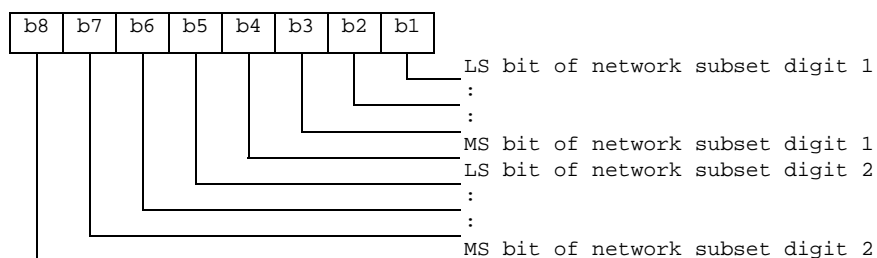 b8 b7 b6 b5 b4 b3 b2 b1
LS bit of network subset digit 1
:
:
MS bit of network subset digit 1
LS bit of network subset digit 2
:
:
MS bit of network subset digit 2